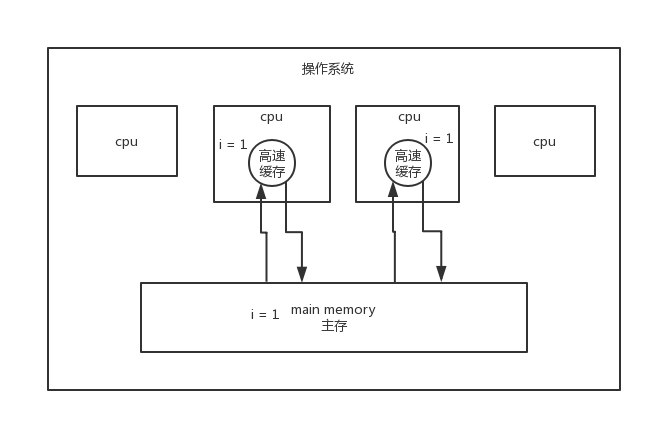 操作系统
cpu
cpu
i = 1
高速
缓存
cpu
i = 1
高速
缓存
cpu
i = 1
main memory
主存